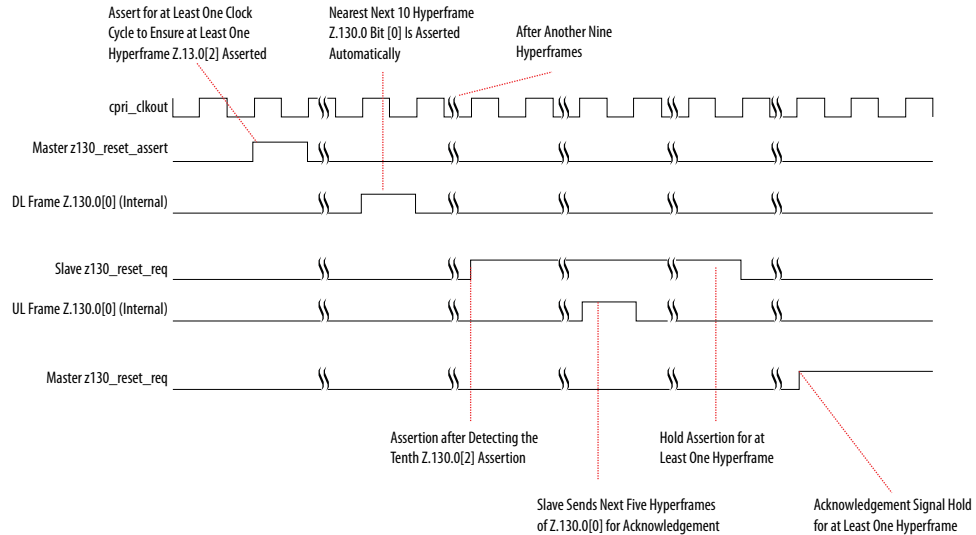 Assert for at Least One Clock
Cycle to Ensure at Least One
Hyperframe Z.13.0[2] Asserted
Nearest Next 10 Hyperframe
Z.130.0 Bit [0] Is Asserted
Automatically
After Another Nine
Hyperframes
cpri_clkout
Master z130_reset_assert
DL Frame Z.130.0[0] (Internal)
Slave z130_reset_req
UL Frame Z.130.0[0] (Internal)
Master z130_reset_req
Assertion after Detecting the
Tenth Z.130.0[2] Assertion
Hold Assertion for at
Least One Hyperframe
Slave Sends Next Five Hyperframes
of Z.130.0[0] for Acknowledgement
Acknowledgement Signal Hold
for at Least One Hyperframe